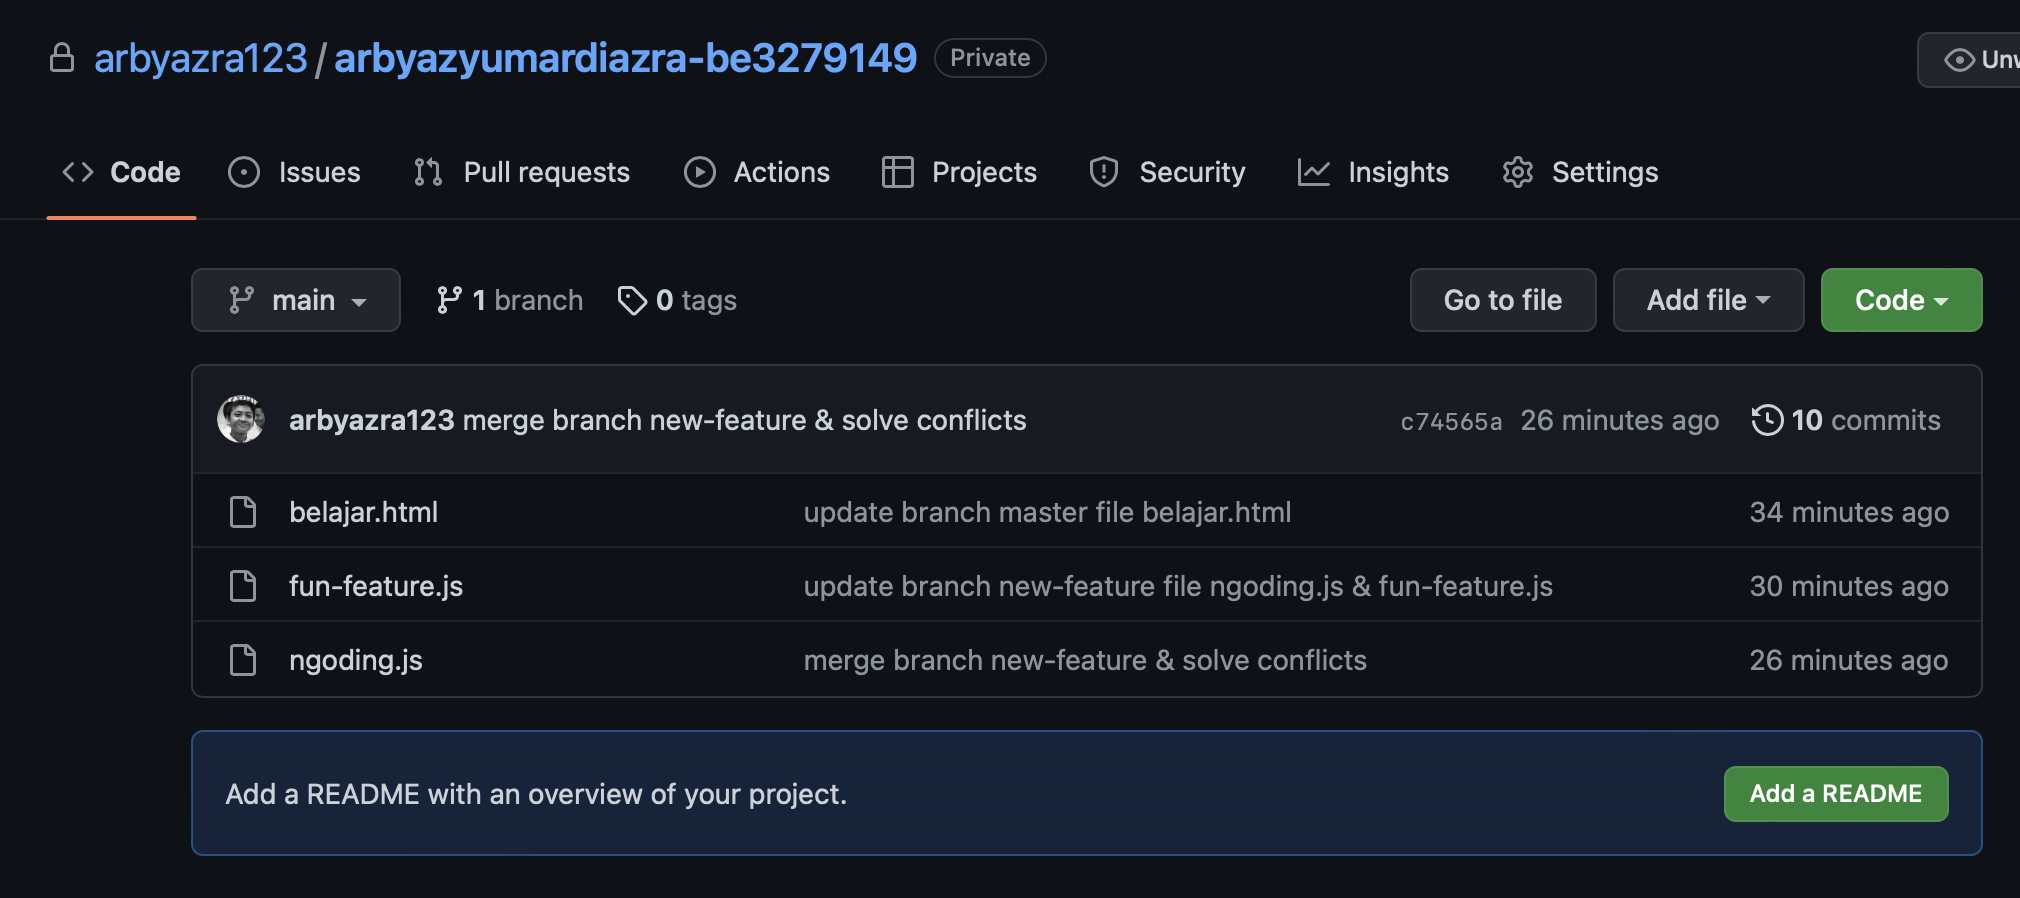 arbyazra123/arbyazyumardiazra-be3279149 Private
Code Issues Pull requests Actions Projects Security Insights Settings
main 1 branch 0 tags Go to file Add file Code
arbyazra123 merge branch new-feature & solve conflicts c74565a 26 minutes ago 10 commits
belajar.html update branch master file belajar.html 34 minutes ago
fun-feature.js update branch new-feature file ngoding.js & fun-feature.js 30 minutes ago
ngoding.js merge branch new-feature & solve conflicts 26 minutes ago
Add a README with an overview of your project. Add a README